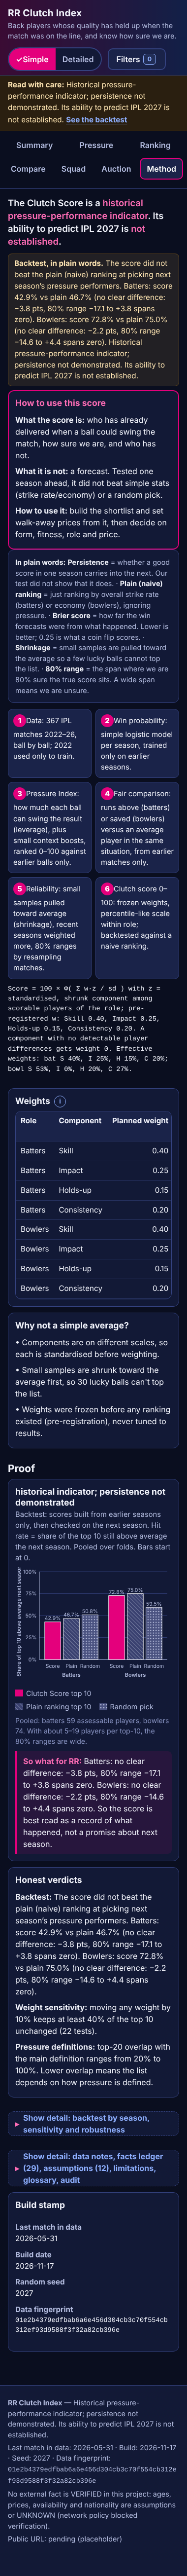 RR Clutch Index
Back players whose quality has held up when the
match was on the line, and know how sure we are.
✓Simple
Detailed
Filters 0
Read with care: Historical pressure-
performance indicator; persistence not
demonstrated. Its ability to predict IPL 2027 is
not established. See the backtest
Summary
Pressure
Ranking
Compare
Squad
Auction
Method
The Clutch Score is a historical
pressure-performance indicator. Its
ability to predict IPL 2027 is not
established.
Backtest, in plain words. The score did not
beat the plain (naive) ranking at picking next
season's pressure performers. Batters: score
42.9% vs plain 46.7% (no clear difference:
−3.8 pts, 80% range −17.1 to +3.8 spans
zero). Bowlers: score 72.8% vs plain 75.0%
(no clear difference: −2.2 pts, 80% range
−14.6 to +4.4 spans zero). Historical
pressure-performance indicator;
persistence not demonstrated. Its ability to
predict IPL 2027 is not established.
How to use this score
What the score is: who has already
delivered when a ball could swing the
match, how sure we are, and who has
not.
What it is not: a forecast. Tested one
season ahead, it did not beat simple stats
(strike rate/economy) or a random pick.
How to use it: build the shortlist and set
walk-away prices from it, then decide on
form, fitness, role and price.
In plain words: Persistence = whether a good
score in one season carries into the next. Our
test did not show that it does. · Plain (naive)
ranking = just ranking by overall strike rate
(batters) or economy (bowlers), ignoring
pressure. · Brier score = how far the win
forecasts were from what happened. Lower is
better; 0.25 is what a coin flip scores. ·
Shrinkage = small samples are pulled toward
the average so a few lucky balls cannot top
the list. · 80% range = the span where we are
80% sure the true score sits. A wide span
means we are unsure.
1 Data: 367 IPL
matches 2022–26,
ball by ball; 2022
used only to train.
2 Win probability:
simple logistic model
per season, trained
only on earlier
seasons.
3 Pressure Index:
how much each ball
can swing the result
(leverage), plus
small context boosts,
ranked 0–100 against
earlier balls only.
4 Fair comparison:
runs above (batters)
or saved (bowlers)
versus an average
player in the same
situation, from earlier
matches only.
5 Reliability: small
samples pulled
toward average
(shrinkage), recent
seasons weighted
more, 80% ranges
by resampling
matches.
6 Clutch score 0–
100: frozen weights,
percentile-like scale
within role;
backtested against a
naive ranking.
Score = 100 × Φ( Σ w·z / sd ) with z =
standardised, shrunk component among
scorable players of the role; pre-
registered w: Skill 0.40, Impact 0.25,
Holds-up 0.15, Consistency 0.20. A
component with no detectable player
differences gets weight 0. Effective
weights: bat S 40%, I 25%, H 15%, C 20%;
bowl S 53%, I 0%, H 20%, C 27%.
Weights i
Role Component Planned weight
Batters Skill 0.40
Batters Impact 0.25
Batters Holds-up 0.15
Batters Consistency 0.20
Bowlers Skill 0.40
Bowlers Impact 0.25
Bowlers Holds-up 0.15
Bowlers Consistency 0.20
Why not a simple average?
• Components are on different scales, so
each is standardised before weighting.
• Small samples are shrunk toward the
average first, so 30 lucky balls can't top
the list.
• Weights were frozen before any ranking
existed (pre-registration), never tuned to
results.
Proof
historical indicator; persistence not
demonstrated
Backtest: scores built from earlier seasons
only, then checked on the next season. Hit
rate = share of the top 10 still above average
the next season. Pooled over folds. Bars start
at 0.
Share of top 10 above average next season
100%
75%
50%
25%
0%
42.9%
46.7%
50.8%
72.8%
75.0%
59.5%
Score Plain Random Score Plain Random
Batters Bowlers
Clutch Score top 10
Plain ranking top 10
Random pick
Pooled: batters 59 assessable players, bowlers
74. With about 5–19 players per top-10, the
80% ranges are wide.
So what for RR: Batters: no clear
difference: −3.8 pts, 80% range −17.1
to +3.8 spans zero. Bowlers: no clear
difference: −2.2 pts, 80% range −14.6
to +4.4 spans zero. So the score is
best read as a record of what
happened, not a promise about next
season.
Honest verdicts
Backtest: The score did not beat the
plain (naive) ranking at picking next
season's pressure performers. Batters:
score 42.9% vs plain 46.7% (no clear
difference: −3.8 pts, 80% range −17.1
to +3.8 spans zero). Bowlers: score 72.8%
vs plain 75.0% (no clear difference: −2.2
pts, 80% range −14.6 to +4.4 spans
zero).
Weight sensitivity: moving any weight by
10% keeps at least 40% of the top 10
unchanged (22 tests).
Pressure definitions: top-20 overlap with
the main definition ranges from 20% to
100%. Lower overlap means the list
depends on how pressure is defined.
▸ Show detail: backtest by season,
sensitivity and robustness
▸ Show detail: data notes, facts ledger
(29), assumptions (12), limitations,
glossary, audit
Build stamp
Last match in data
2026-05-31
Build date
2026-11-17
Random seed
2027
Data fingerprint
01e2b4379edfbab6a6e456d304cb3c70f554cb
312ef93d9588f3f32a82cb396e
RR Clutch Index — Historical pressure-
performance indicator; persistence not
demonstrated. Its ability to predict IPL 2027 is not
established.
Last match in data: 2026-05-31 · Build: 2026-11-17
· Seed: 2027 · Data fingerprint:
01e2b4379edfbab6a6e456d304cb3c70f554cb312e
f93d9588f3f32a82cb396e
No external fact is VERIFIED in this project: ages,
prices, availability and nationality are assumptions
or UNKNOWN (network policy blocked
verification).
Public URL: pending (placeholder)